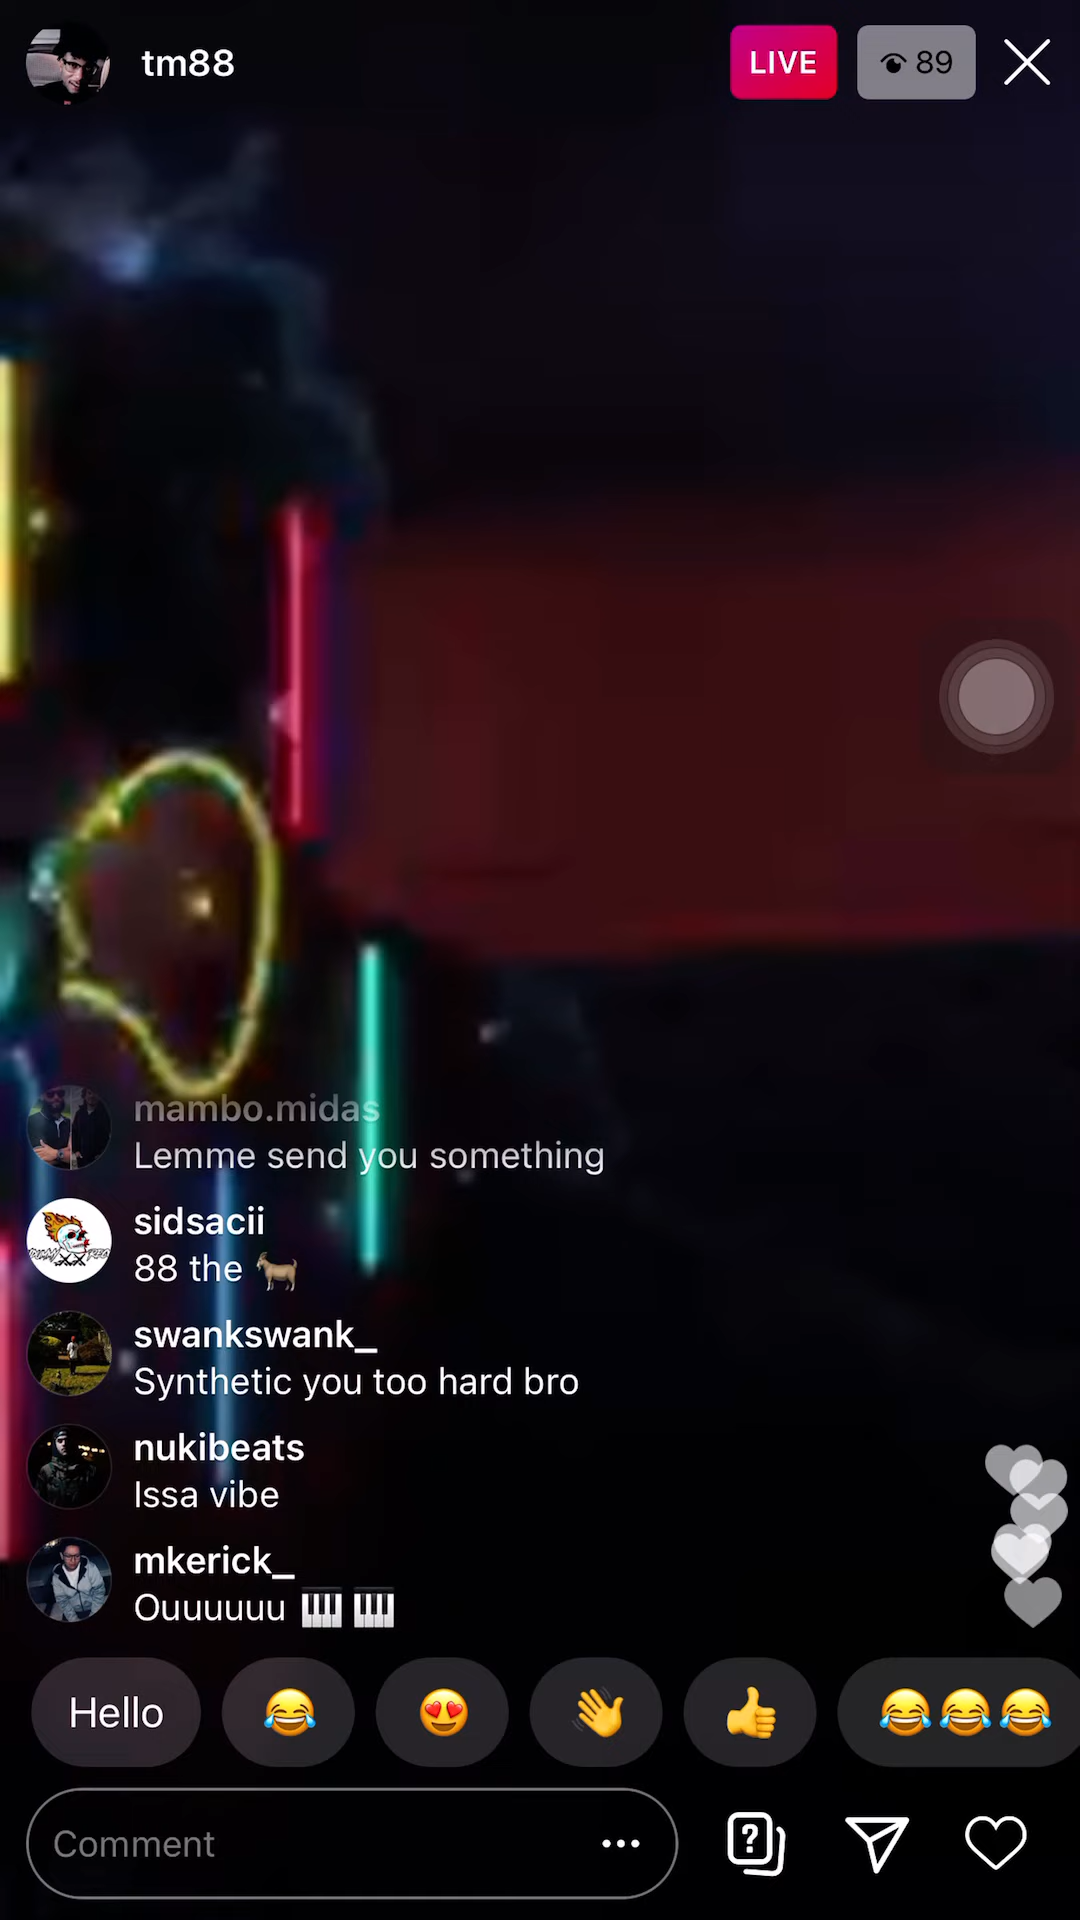 tm88
LIVE
89
mambo.midas
Lemme send you something
sidsacii
88 the 🐐
swankswank_
Synthetic you too hard bro
nukibeats
Issa vibe
mkerick_
Ouuuuuu 🎹 🎹
Hello 😂 😍 👋 👍 😂😂😂
Comment